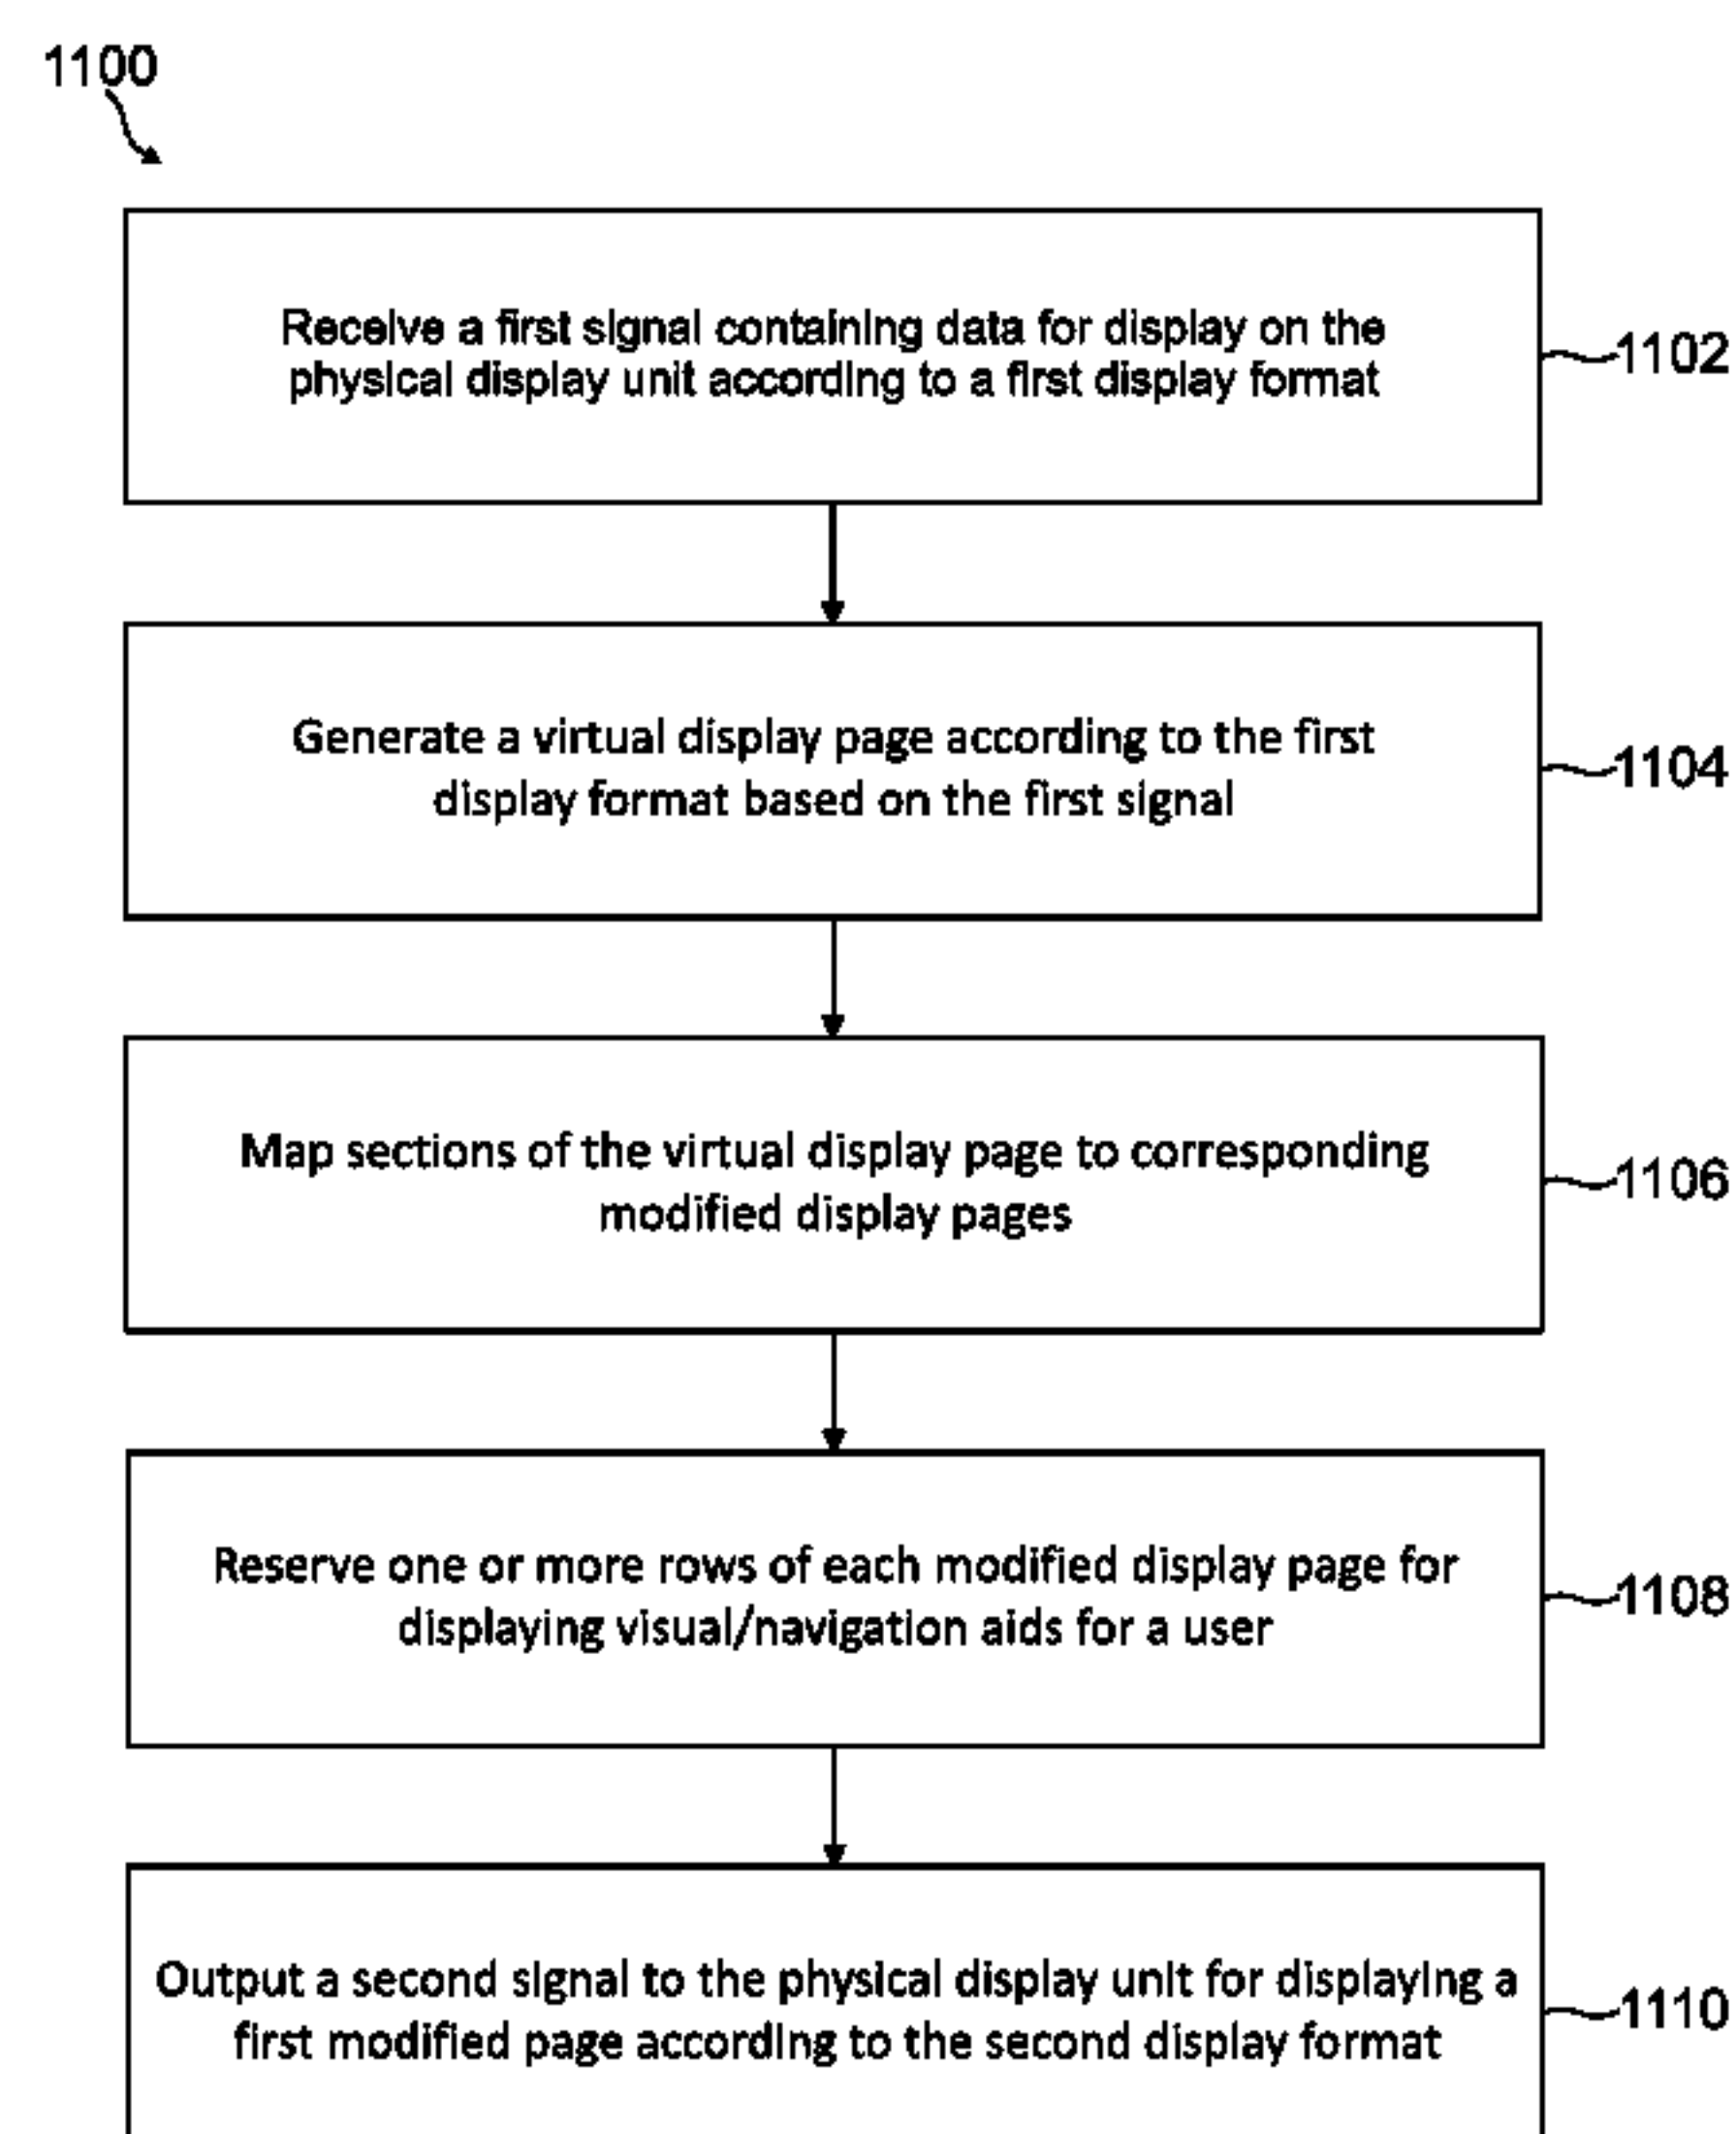 1100
Receive a first signal containing data for display on the
physical display unit according to a first display format
1102
Generate a virtual display page according to the first
display format based on the first signal
1104
Map sections of the virtual display page to corresponding
modified display pages
1106
Reserve one or more rows of each modified display page for
displaying visual/navigation aids for a user
1108
Output a second signal to the physical display unit for displaying a
first modified page according to the second display format
1110